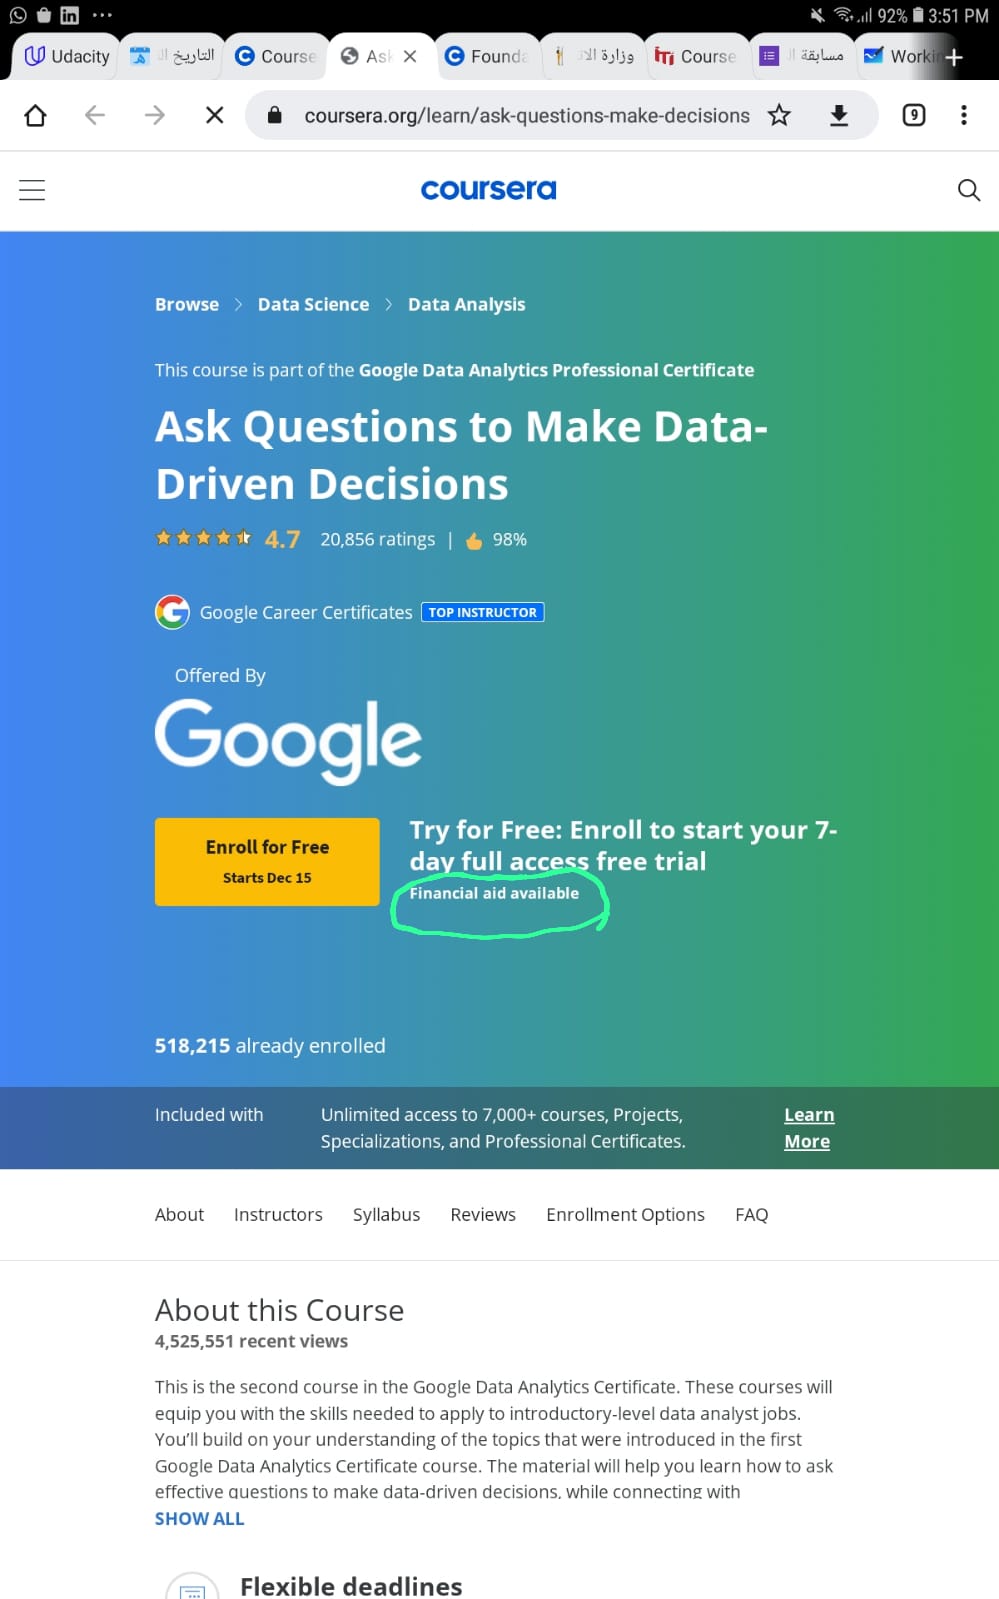 92% 3:51 PM
Udacity
التاريخ
Course
As
Founda
وزارة
Course
مسابقة
Workin
coursera.org/learn/ask-questions-make-decisions
9
coursera
Browse > Data Science > Data Analysis
This course is part of the Google Data Analytics Professional Certificate
Ask Questions to Make Data-
Driven Decisions
4.7 20,856 ratings | 98%
Google Career Certificates TOP INSTRUCTOR
Offered By
Google
Enroll for Free
Starts Dec 15
Try for Free: Enroll to start your 7-
day full access free trial
Financial aid available
518,215 already enrolled
Included with
Unlimited access to 7,000+ courses, Projects,
Specializations, and Professional Certificates.
Learn
More
About Instructors Syllabus Reviews Enrollment Options FAQ
About this Course
4,525,551 recent views
This is the second course in the Google Data Analytics Certificate. These courses will
equip you with the skills needed to apply to introductory-level data analyst jobs.
You'll build on your understanding of the topics that were introduced in the first
Google Data Analytics Certificate course. The material will help you learn how to ask
effective questions to make data-driven decisions, while connecting with
SHOW ALL
Flexible deadlines